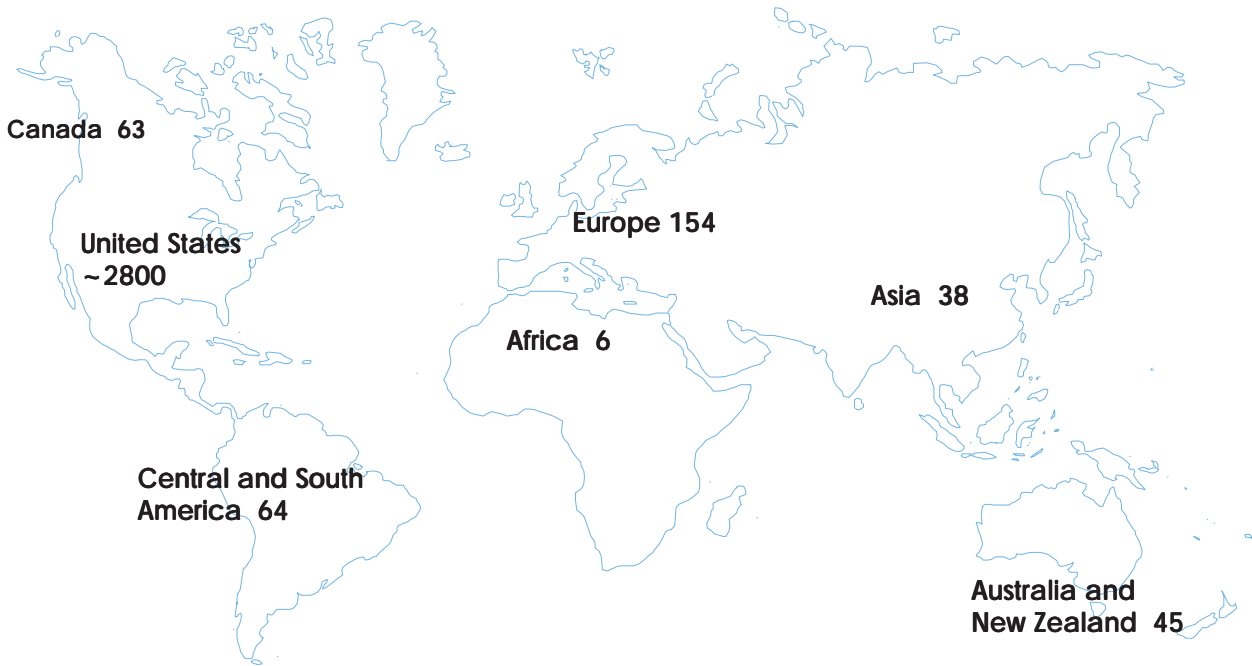 Canada 63
United States
~2800
Europe 154
Asia 38
Africa 6
Central and South
America 64
Australia and
New Zealand 45